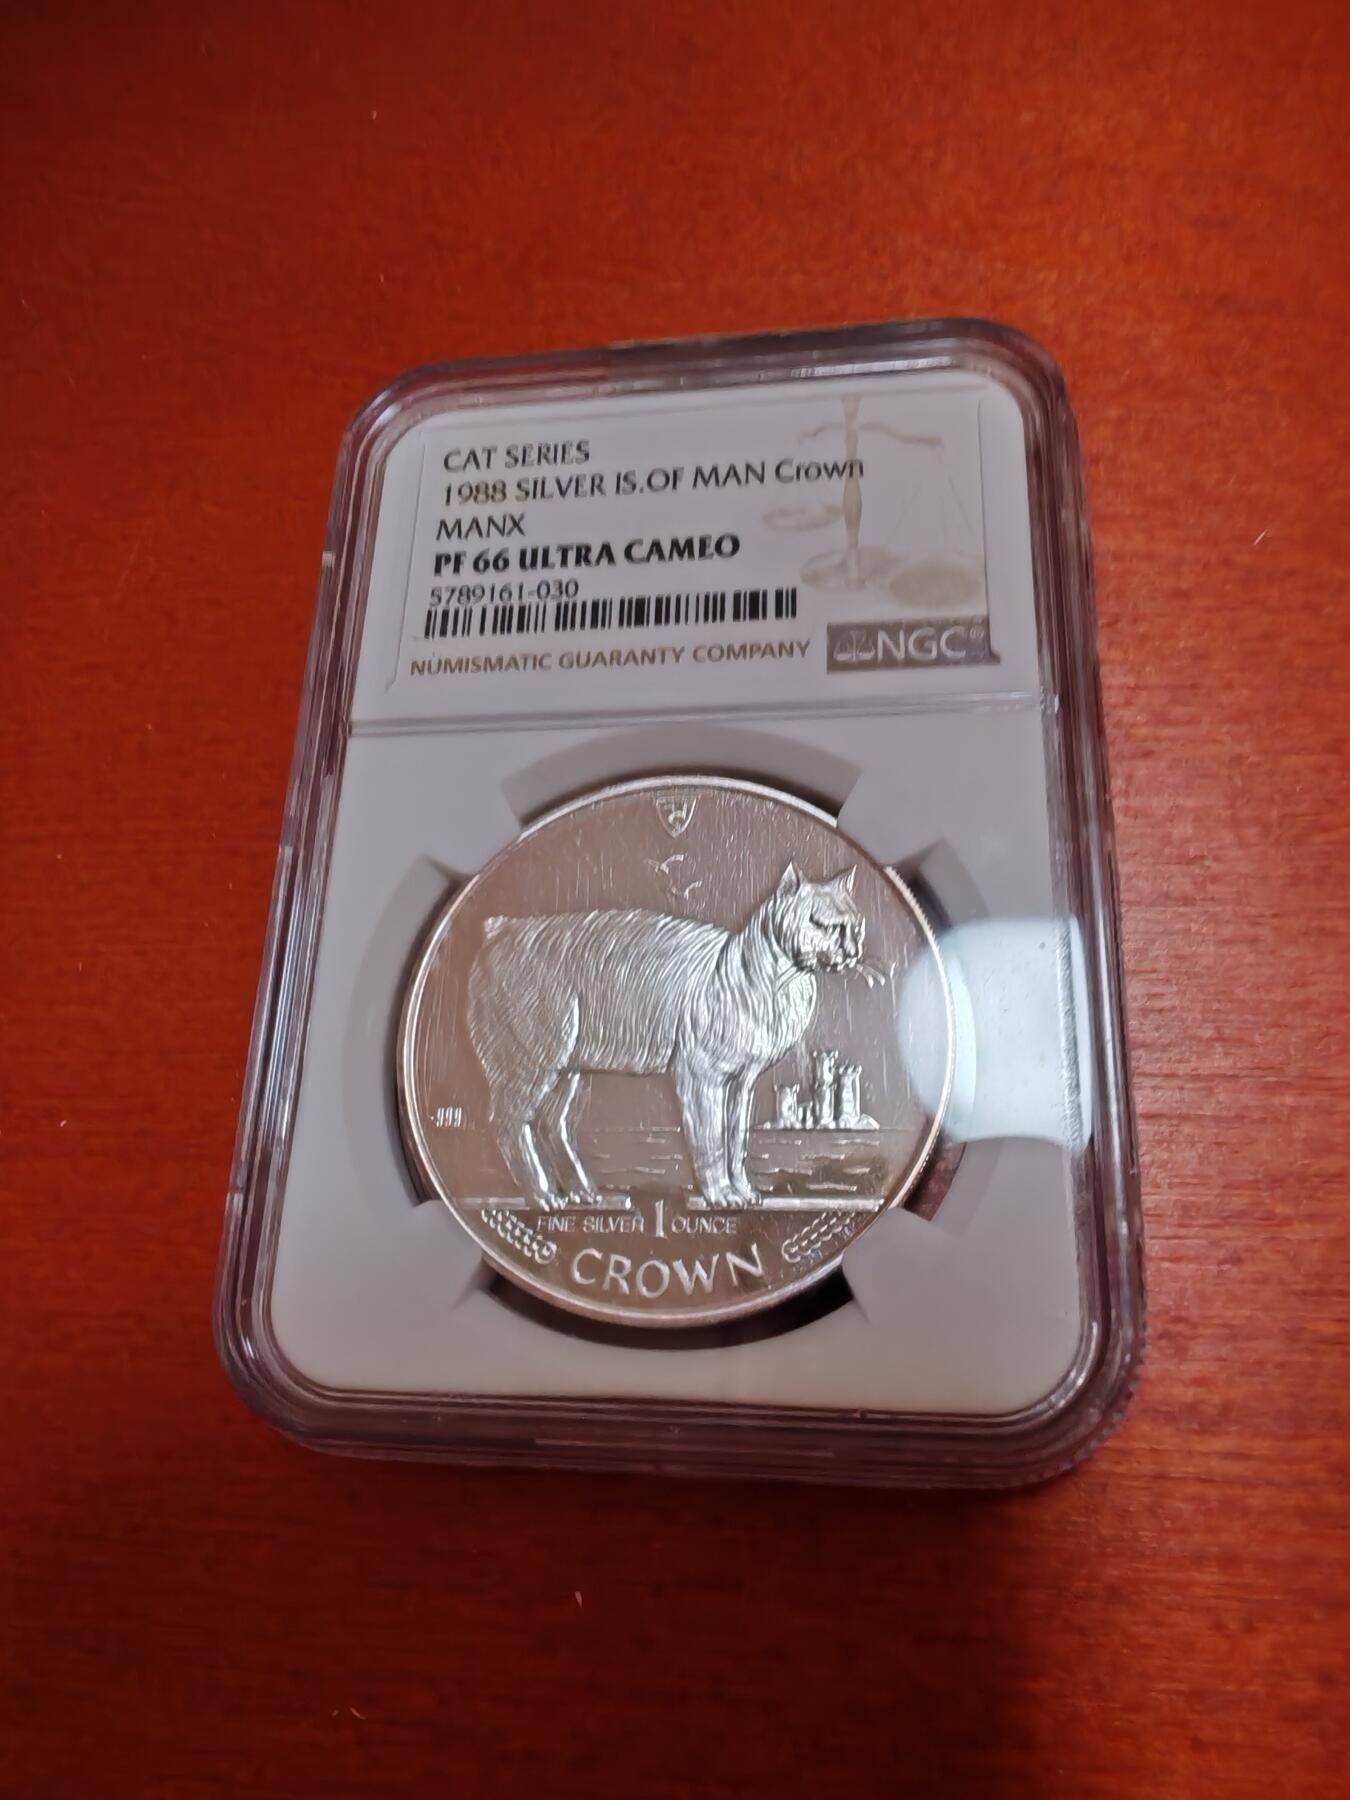 CAT SERIES
1988 SILVER IS.OF MAN Crown
MANX
PF 66 ULTRA CAMEO
5789161-030
NUMISMATIC GUARANTY COMPANY
NGC®
.999
FINE SILVER 1 OUNCE
CROWN